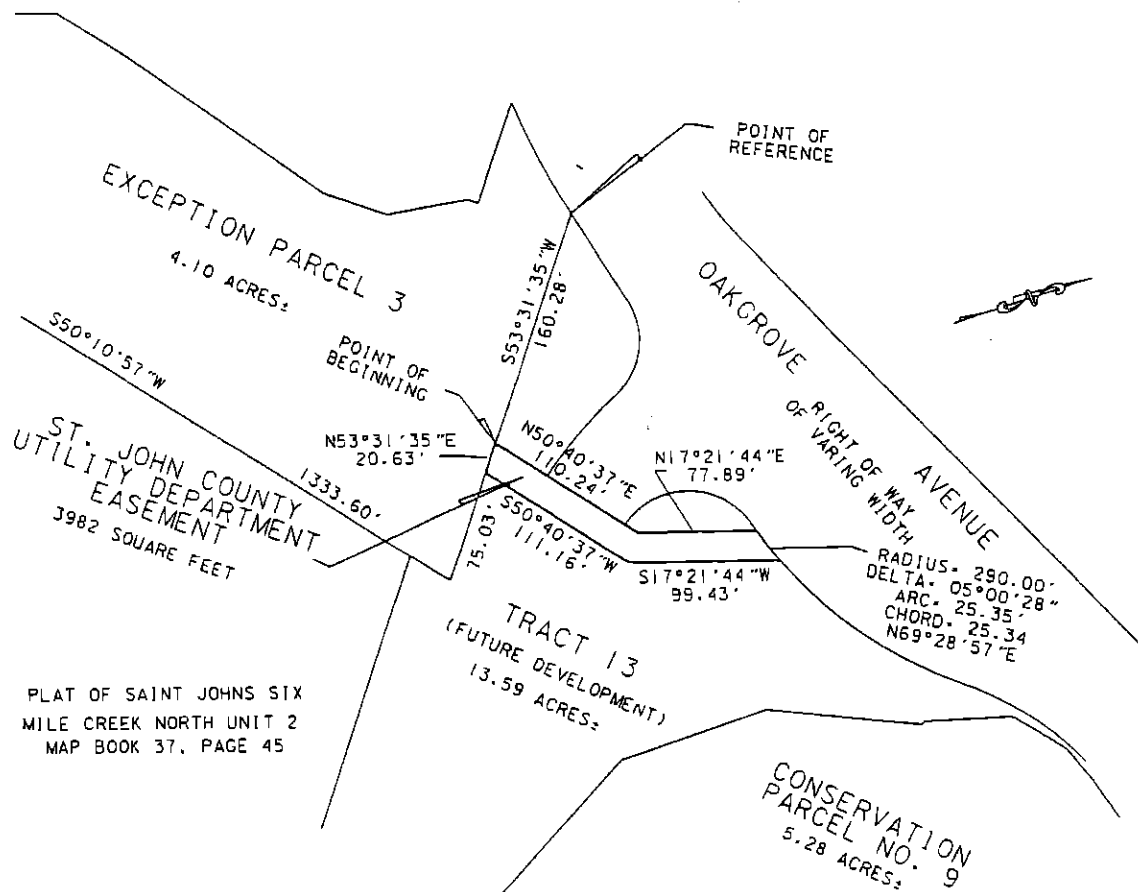 POINT OF
REFERENCE
EXCEPTION PARCEL 3
4.10 ACRES±
S53°31'35"W
160.28'
OAKGROVE AVENUE
RIGHT OF WAY
OF VARING WIDTH
S50°10'57"W
1333.60'
POINT OF
BEGINNING
N53°31'35"E
20.63'
N50°40'37"E
110.24'
N17°21'44"E
77.89'
ST. JOHN COUNTY
UTILITY DEPARTMENT
EASEMENT
3982 SQUARE FEET
75.03'
S50°40'37"W
111.16'
S17°21'44"W
99.43'
RADIUS= 290.00'
DELTA= 05°00'28"
ARC= 25.35'
CHORD= 25.34
N69°28'57"E
TRACT 13
(FUTURE DEVELOPMENT)
13.59 ACRES±
PLAT OF SAINT JOHNS SIX
MILE CREEK NORTH UNIT 2
MAP BOOK 37, PAGE 45
CONSERVATION
PARCEL NO. 9
5.28 ACRES±